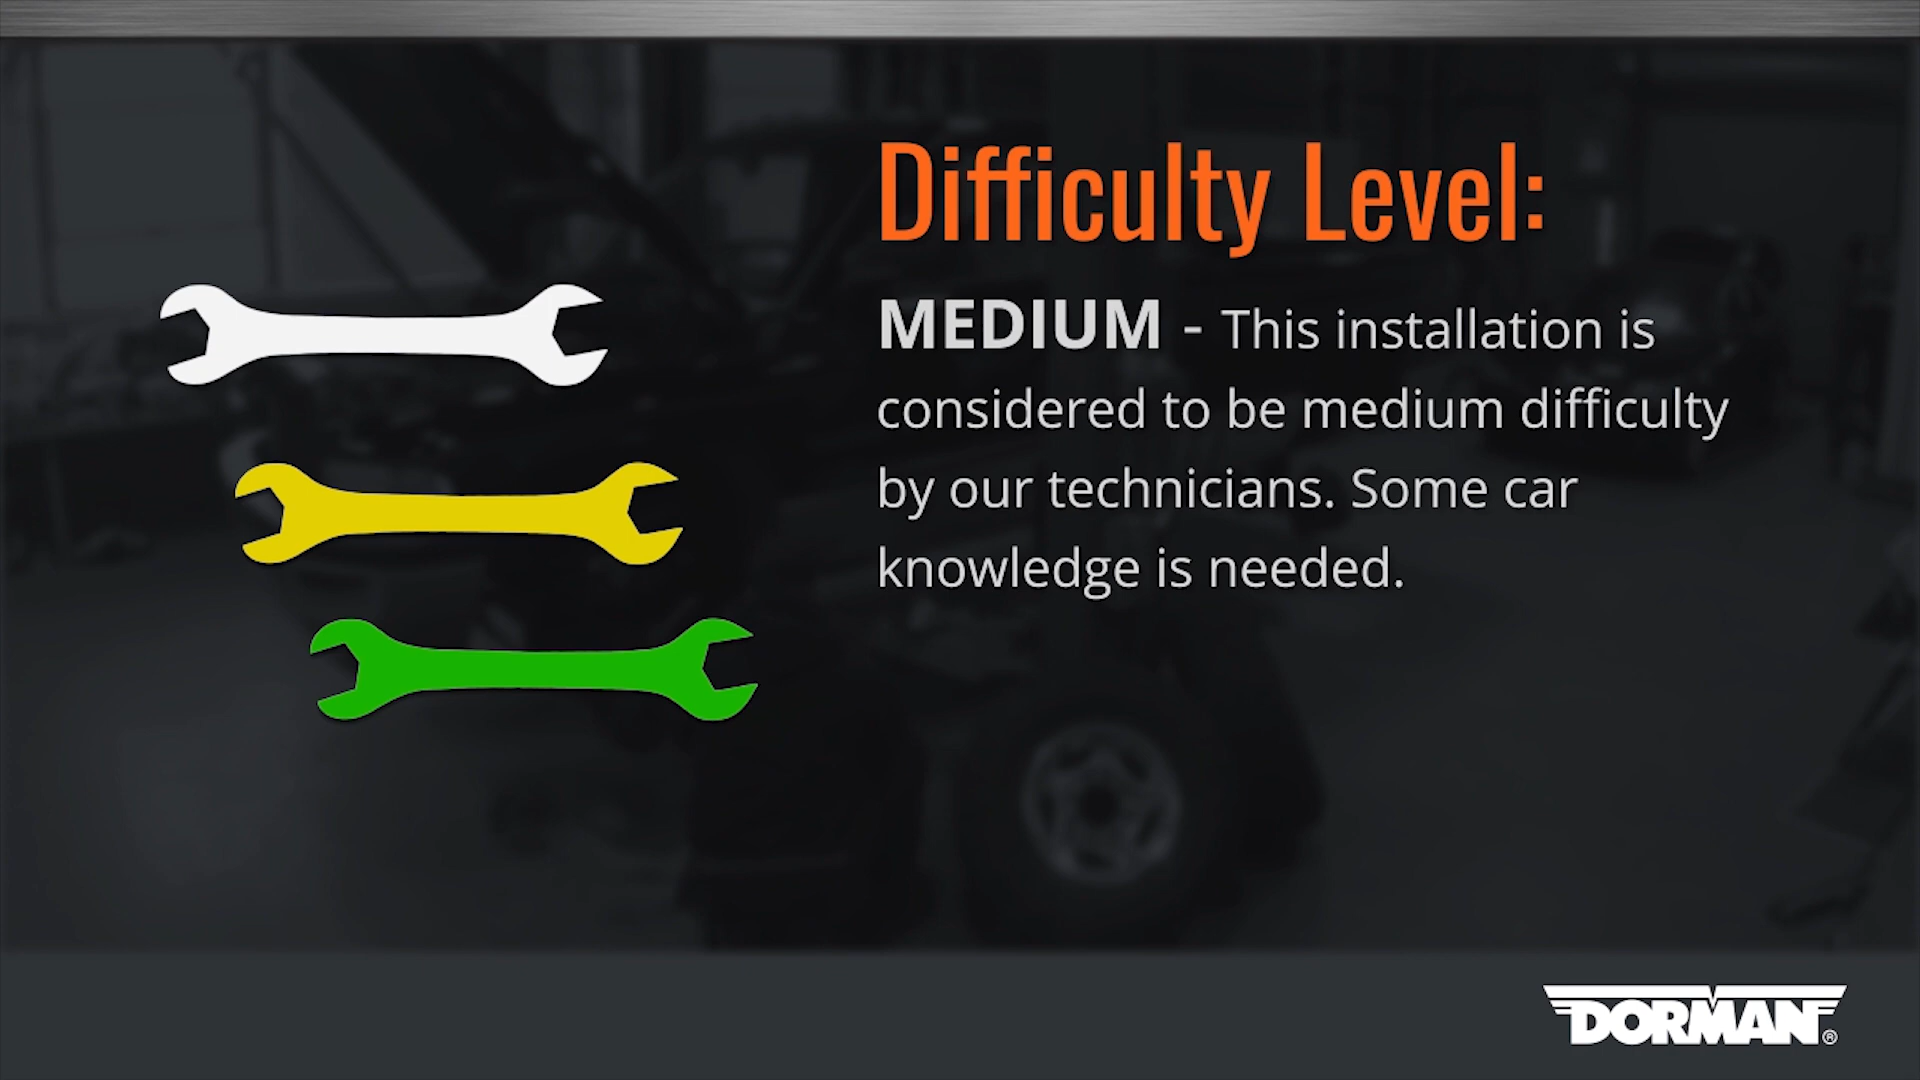 Difficulty Level:
MEDIUM - This installation is
considered to be medium difficulty
by our technicians. Some car
knowledge is needed.
DORMAN®